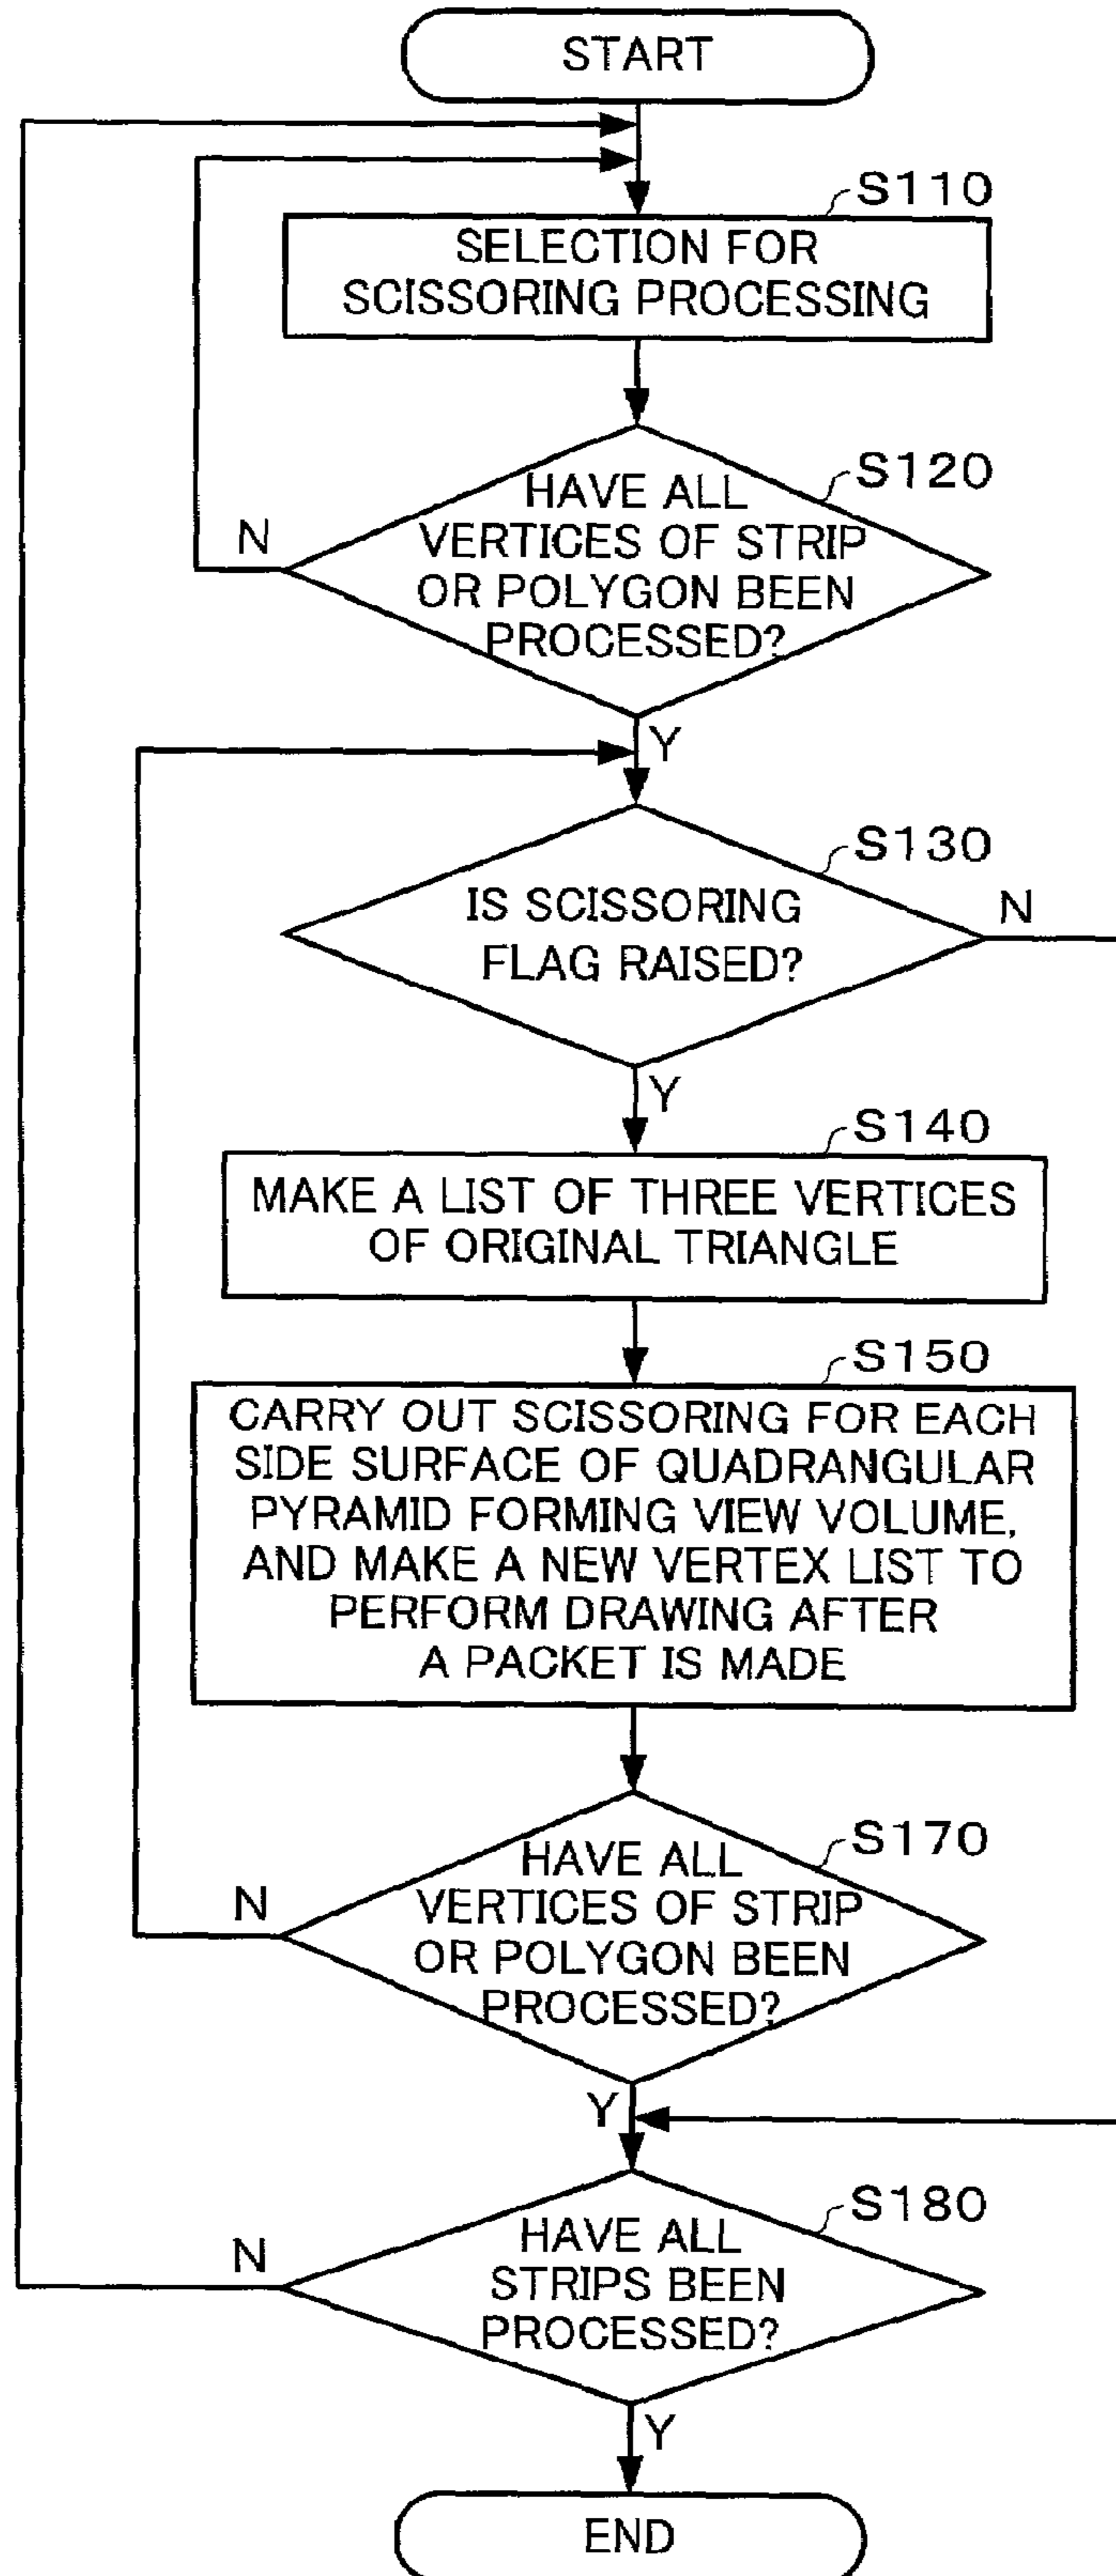 START
S110
SELECTION FOR
SCISSORING PROCESSING
S120
HAVE ALL
VERTICES OF STRIP
OR POLYGON BEEN
PROCESSED?
N
Y
S130
IS SCISSORING
FLAG RAISED?
N
Y
S140
MAKE A LIST OF THREE VERTICES
OF ORIGINAL TRIANGLE
S150
CARRY OUT SCISSORING FOR EACH
SIDE SURFACE OF QUADRANGULAR
PYRAMID FORMING VIEW VOLUME,
AND MAKE A NEW VERTEX LIST TO
PERFORM DRAWING AFTER
A PACKET IS MADE
S170
HAVE ALL
VERTICES OF STRIP
OR POLYGON BEEN
PROCESSED?
N
Y
S180
HAVE ALL
STRIPS BEEN
PROCESSED?
N
Y
END